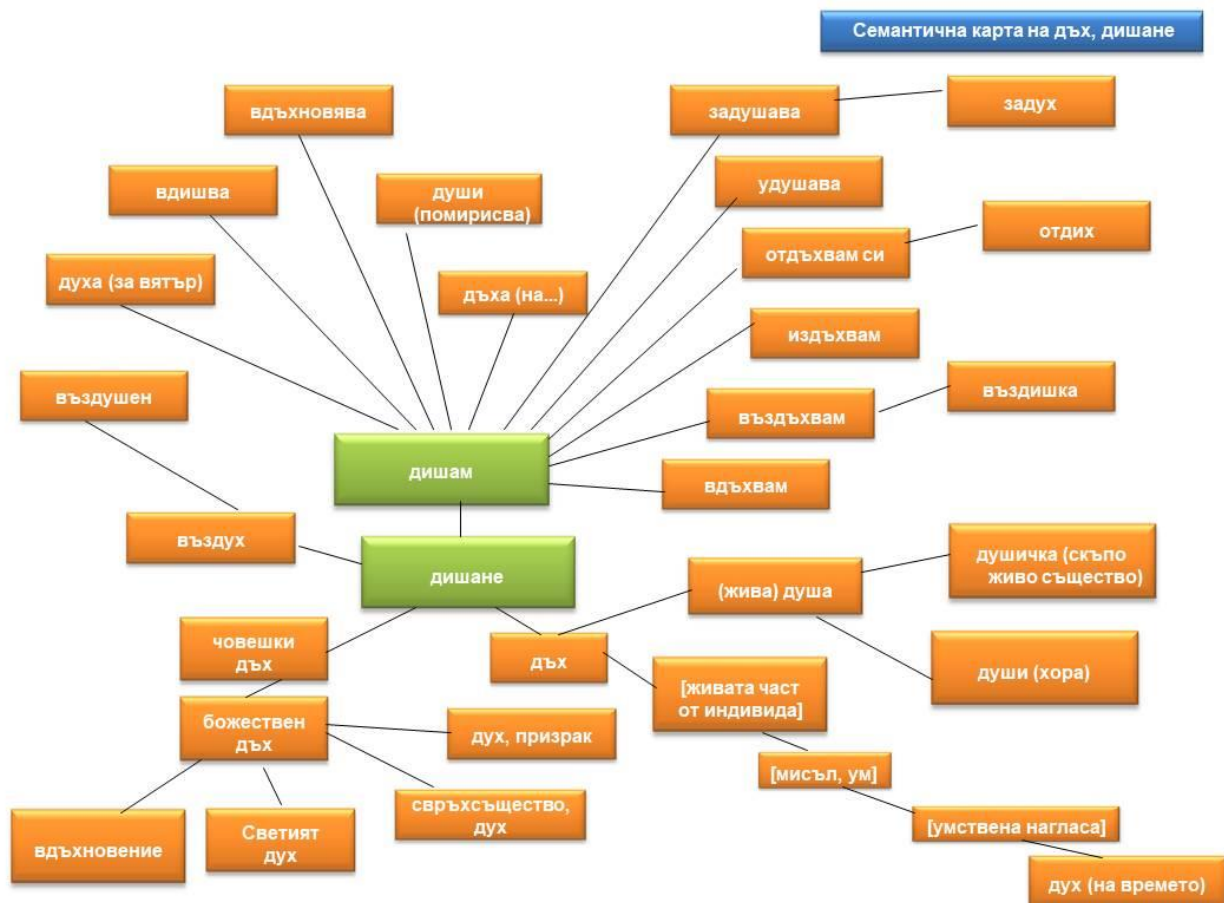 Семантична карта на дъх, дишане
вдъхновява
задушава
задух
вдишва
души
(помирисва)
удушава
отдъхвам си
отдих
духа (за вятър)
дъха (на...)
издъхвам
въздушен
въздъхвам
въздишка
дишам
вдъхвам
въздух
дишане
(жива) душа
душичка (скъпо
живо същество)
човешки
дъх
дъх
[живата част
от индивида]
души (хора)
божествен
дъх
дух, призрак
[мисъл, ум]
свръхсъщество,
дух
Светият
дух
вдъхновение
[умствена нагласа]
дух (на времето)